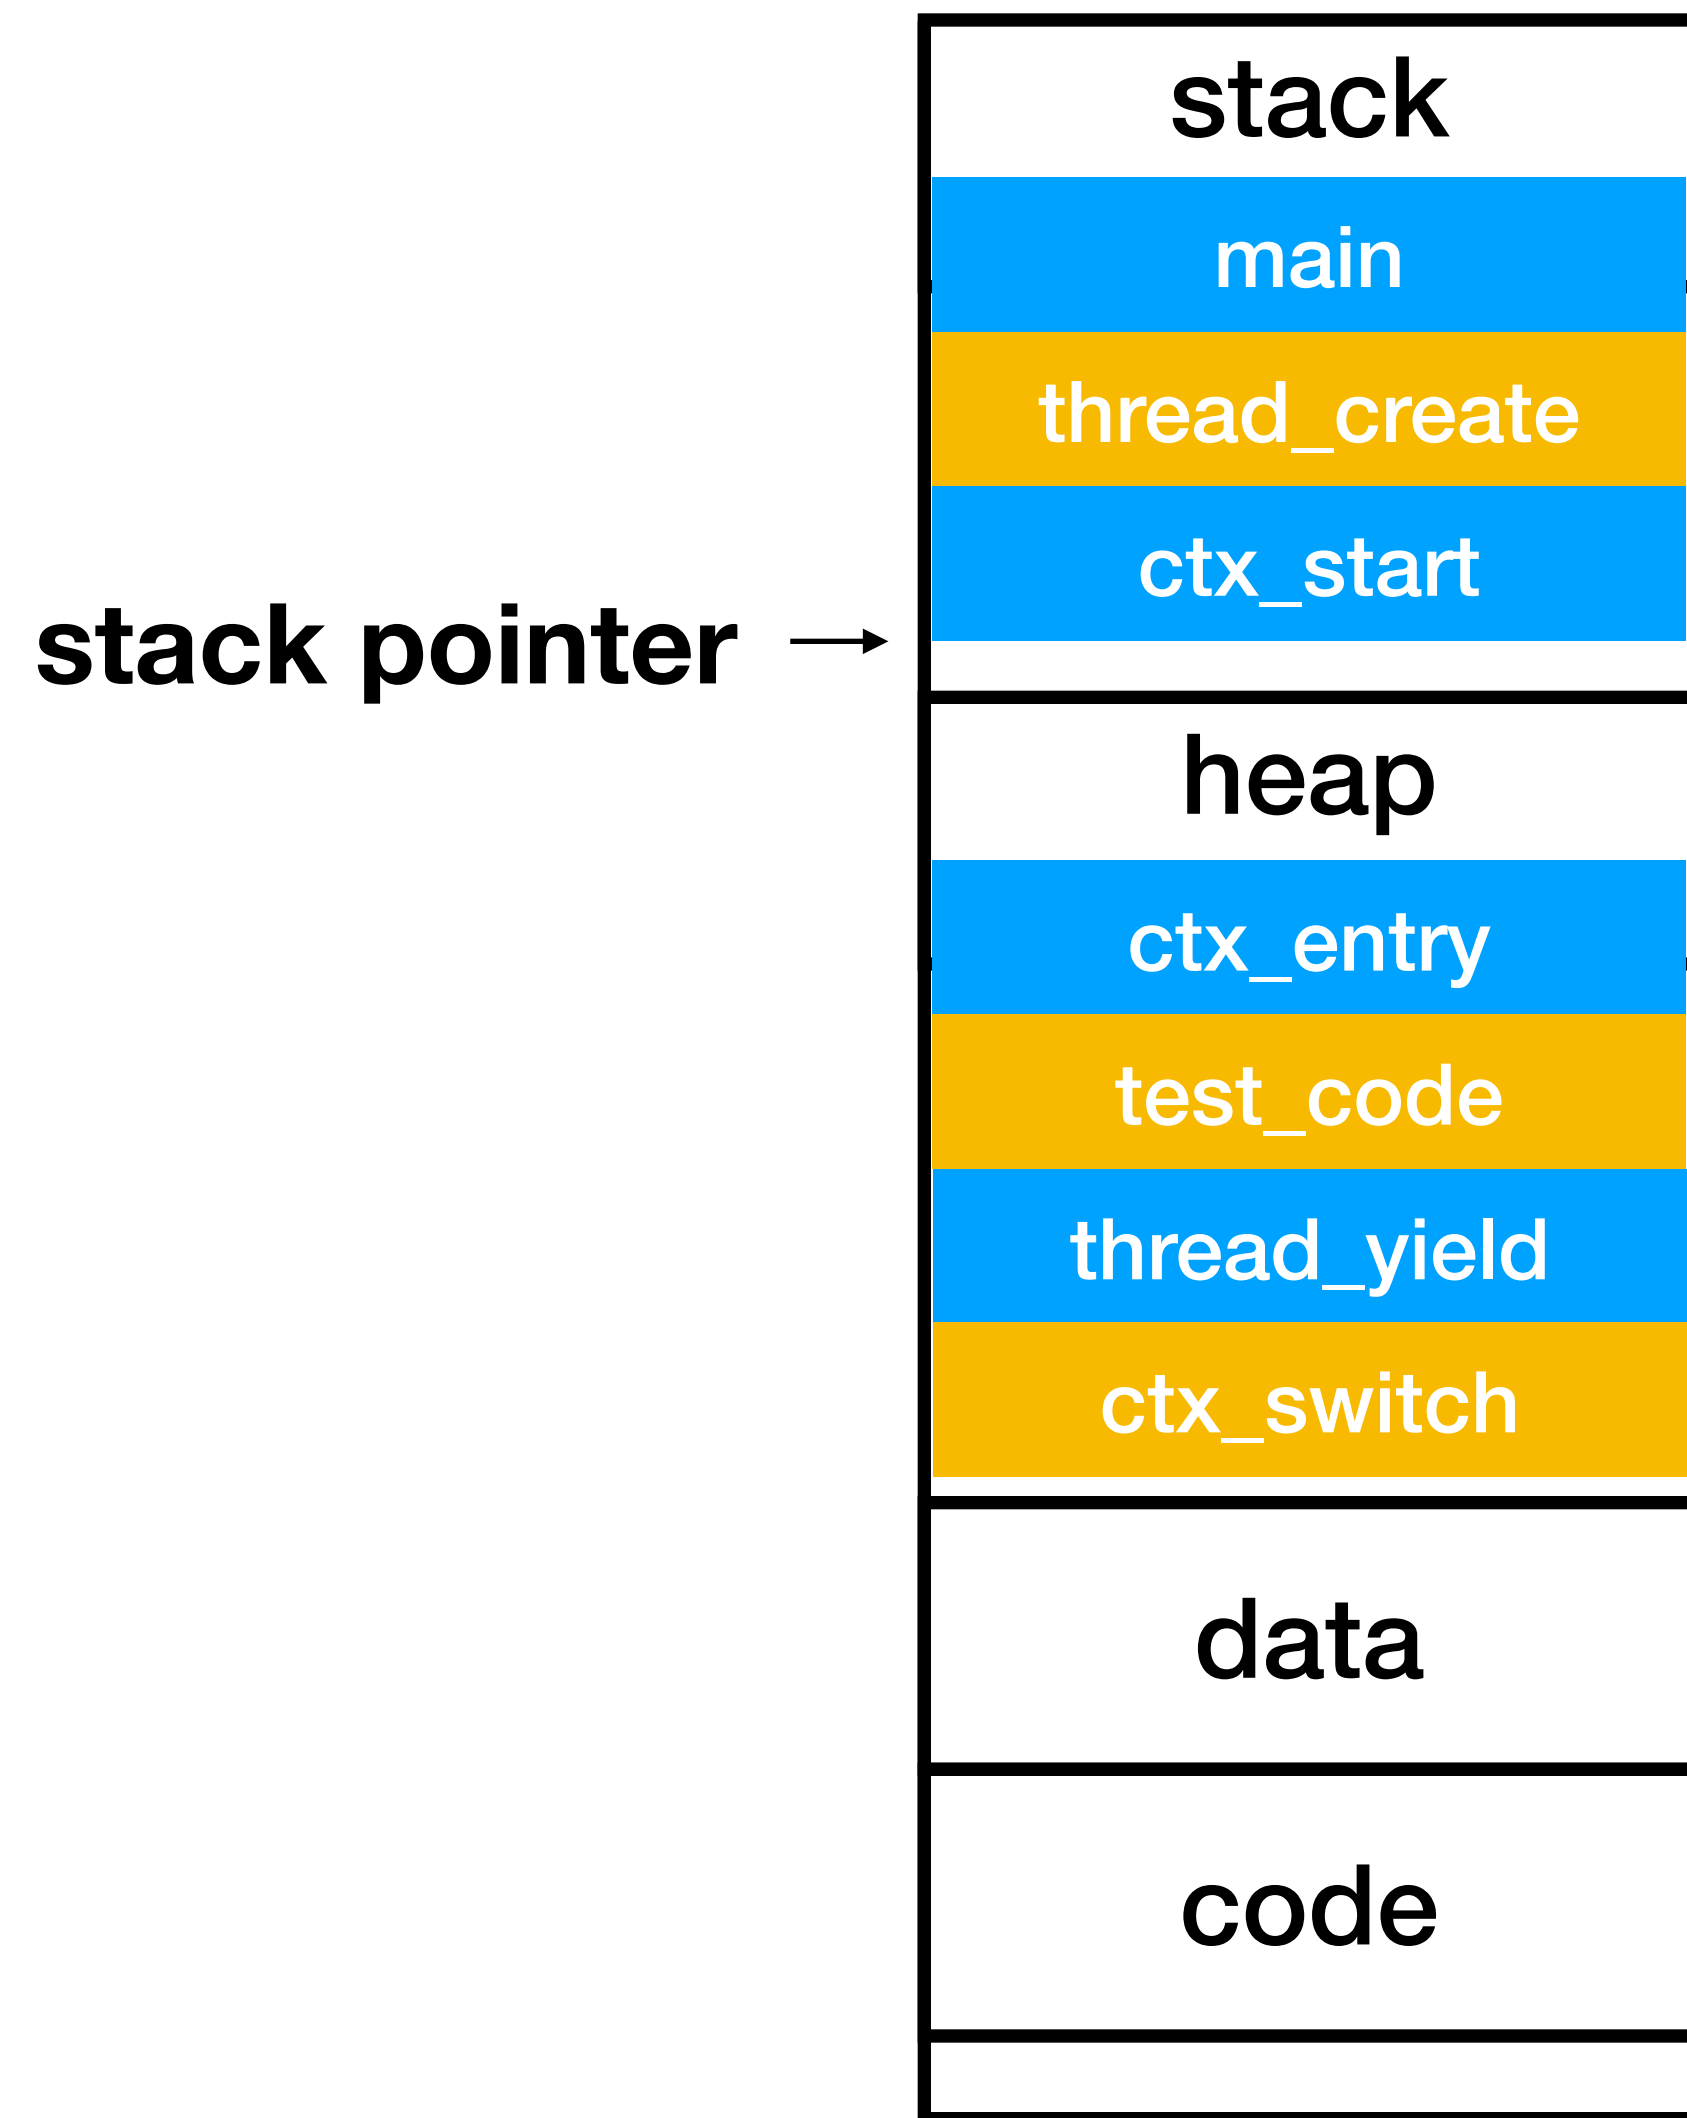 stack
main
thread_create
ctx_start
stack pointer
heap
ctx_entry
test_code
thread_yield
ctx_switch
data
code